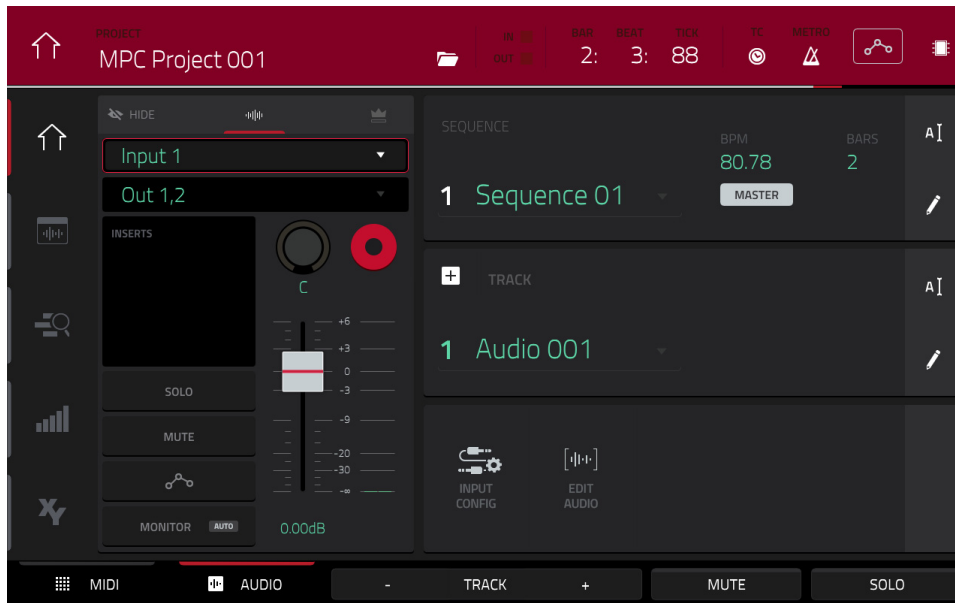 PROJECT
MPC Project 001
IN
OUT
BAR BEAT TICK
2: 3: 88
TC METRO
HIDE
Input 1
Out 1,2
INSERTS
C
+6
+3
0
-3
-9
-20
-30
-∞
0.00dB
SOLO
MUTE
MONITOR AUTO
SEQUENCE
1 Sequence 01
BPM
80.78
MASTER
BARS
2
A
TRACK
1 Audio 001
A
INPUT CONFIG
EDIT AUDIO
XY
MIDI AUDIO - TRACK + MUTE SOLO